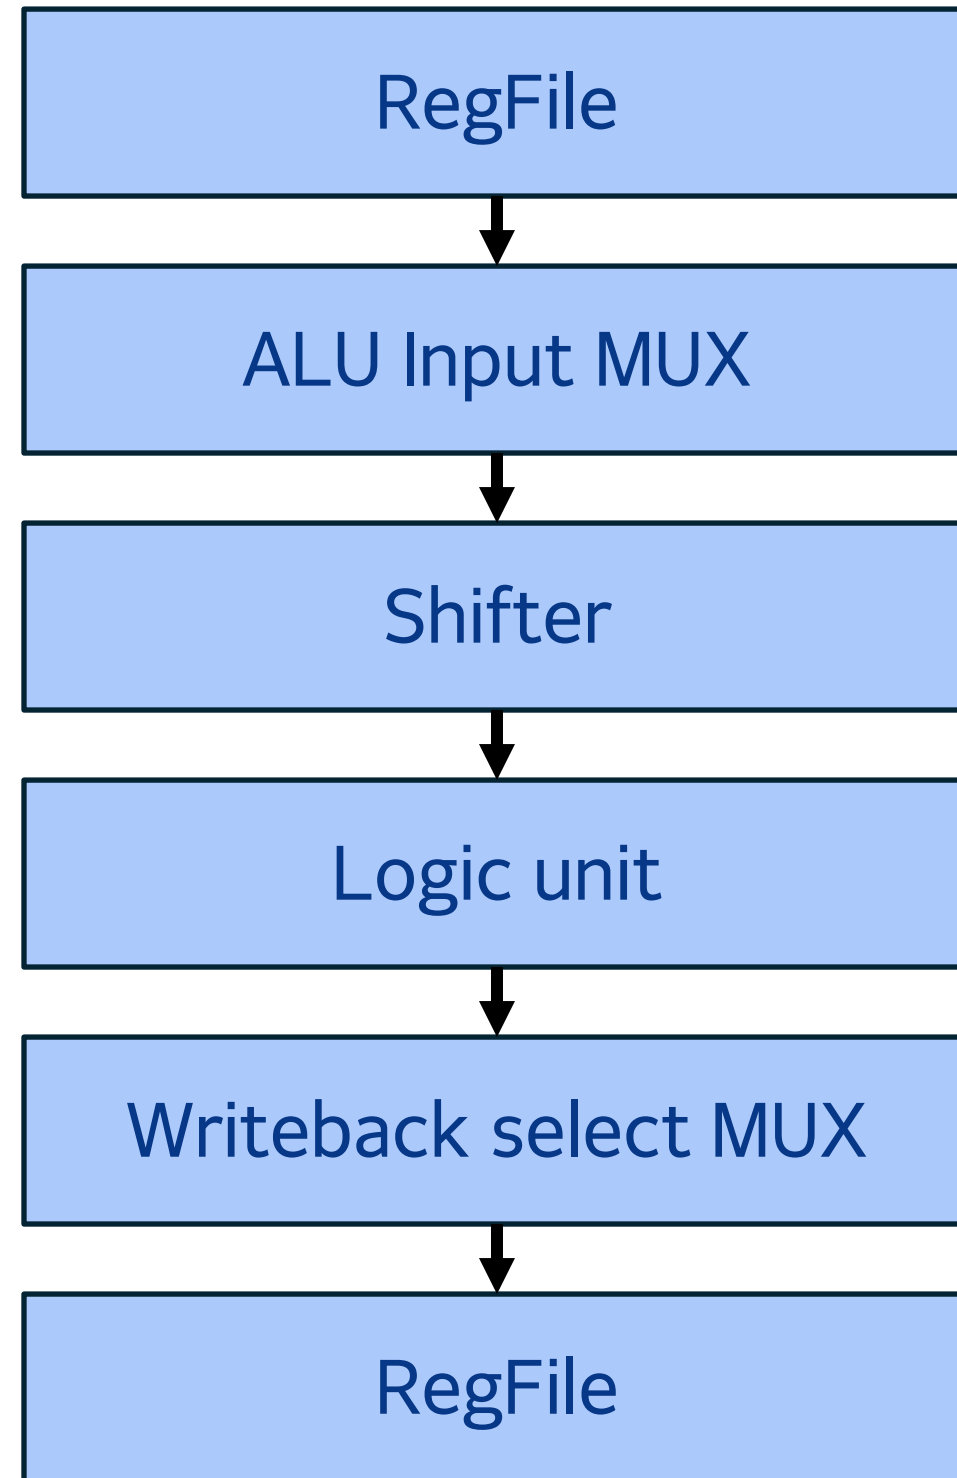 RegFile
ALU Input MUX
Shifter
Logic unit
Writeback select MUX
RegFile